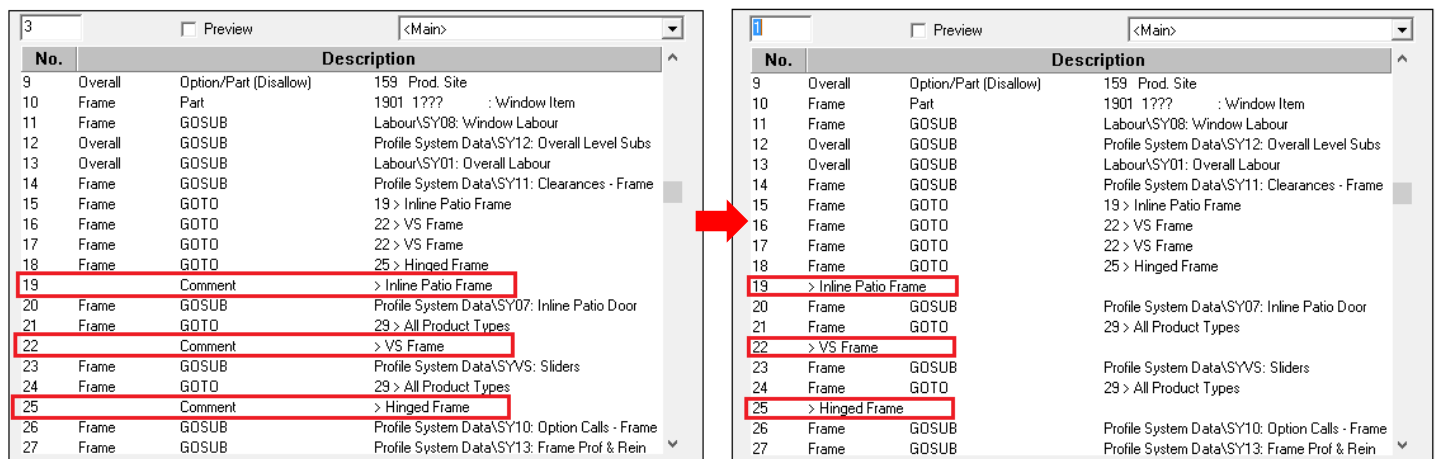 3 Preview <Main>
No. Description
9 Overall Option/Part (Disallow) 159 Prod. Site
10 Frame Part 1901 1??? : Window Item
11 Frame GOSUB Labour\SY08: Window Labour
12 Overall GOSUB Profile System Data\SY12: Overall Level Subs
13 Overall GOSUB Labour\SY01: Overall Labour
14 Frame GOSUB Profile System Data\SY11: Clearances - Frame
15 Frame GOTO 19 > Inline Patio Frame
16 Frame GOTO 22 > VS Frame
17 Frame GOTO 22 > VS Frame
18 Frame GOTO 25 > Hinged Frame
19 Comment > Inline Patio Frame
20 Frame GOSUB Profile System Data\SY07: Inline Patio Door
21 Frame GOTO 29 > All Product Types
22 Comment > VS Frame
23 Frame GOSUB Profile System Data\SYVS: Sliders
24 Frame GOTO 29 > All Product Types
25 Comment > Hinged Frame
26 Frame GOSUB Profile System Data\SY10: Option Calls - Frame
27 Frame GOSUB Profile System Data\SY13: Frame Prof & Rein
1 Preview <Main>
No. Description
9 Overall Option/Part (Disallow) 159 Prod. Site
10 Frame Part 1901 1??? : Window Item
11 Frame GOSUB Labour\SY08: Window Labour
12 Overall GOSUB Profile System Data\SY12: Overall Level Subs
13 Overall GOSUB Labour\SY01: Overall Labour
14 Frame GOSUB Profile System Data\SY11: Clearances - Frame
15 Frame GOTO 19 > Inline Patio Frame
16 Frame GOTO 22 > VS Frame
17 Frame GOTO 22 > VS Frame
18 Frame GOTO 25 > Hinged Frame
19 > Inline Patio Frame
20 Frame GOSUB Profile System Data\SY07: Inline Patio Door
21 Frame GOTO 29 > All Product Types
22 > VS Frame
23 Frame GOSUB Profile System Data\SYVS: Sliders
24 Frame GOTO 29 > All Product Types
25 > Hinged Frame
26 Frame GOSUB Profile System Data\SY10: Option Calls - Frame
27 Frame GOSUB Profile System Data\SY13: Frame Prof & Rein